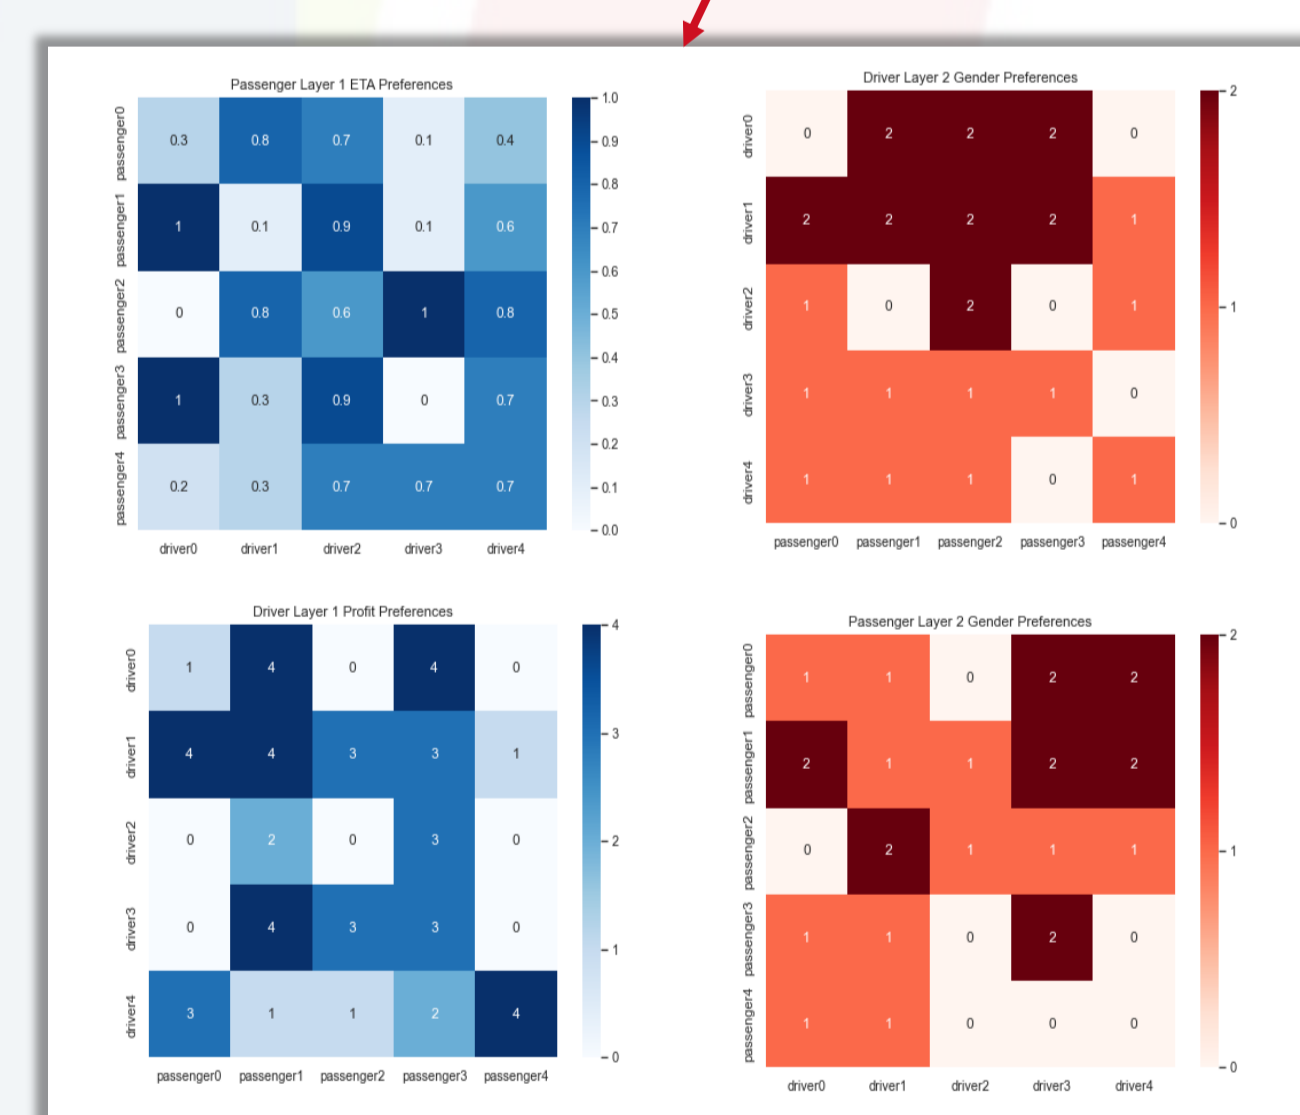 Passenger Layer 1 ETA Preferences
passenger0 0.3 0.8 0.7 0.1 0.4
passenger1 1 0.1 0.9 0.1 0.6
passenger2 0 0.8 0.6 1 0.8
passenger3 1 0.3 0.9 0 0.7
passenger4 0.2 0.3 0.7 0.7 0.7
driver0 driver1 driver2 driver3 driver4
1.0
0.9
0.8
0.7
0.6
0.5
0.4
0.3
0.2
0.1
0.0
Driver Layer 2 Gender Preferences
driver0 0 2 2 2 0
driver1 2 2 2 2 1
driver2 1 0 2 0 1
driver3 1 1 1 1 0
driver4 1 1 1 0 1
passenger0 passenger1 passenger2 passenger3 passenger4
2
1
0
Driver Layer 1 Profit Preferences
driver0 1 4 0 4 0
driver1 4 4 3 3 1
driver2 0 2 0 3 0
driver3 0 4 3 3 0
driver4 3 1 1 2 4
passenger0 passenger1 passenger2 passenger3 passenger4
4
3
2
1
0
Passenger Layer 2 Gender Preferences
passenger0 1 1 0 2 2
passenger1 2 1 1 2 2
passenger2 0 2 1 1 1
passenger3 1 1 0 2 0
passenger4 1 1 0 0 0
driver0 driver1 driver2 driver3 driver4
2
1
0